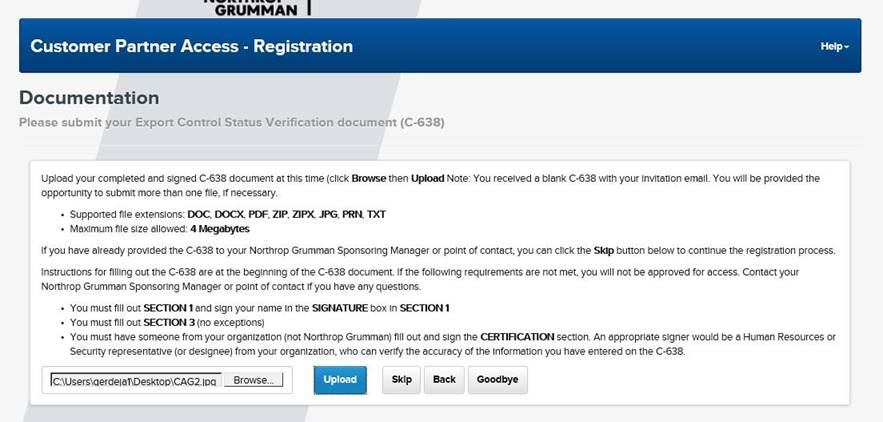 NORTHROP
GRUMMAN
Customer Partner Access - Registration
Help
Documentation
Please submit your Export Control Status Verification document (C-638)
Upload your completed and signed C-638 document at this time (click Browse then Upload Note: You received a blank C-638 with your invitation email. You will be provided the
opportunity to submit more than one file, if necessary.
• Supported file extensions: DOC, DOCX, PDF, ZIP, ZIPX, JPG, PRN, TXT
• Maximum file size allowed: 4 Megabytes
If you have already provided the C-638 to your Northrop Grumman Sponsoring Manager or point of contact, you can click the Skip button below to continue the registration process.
Instructions for filling out the C-638 are at the beginning of the C-638 document. If the following requirements are not met, you will not be approved for access. Contact your
Northrop Grumman Sponsoring Manager or point of contact if you have any questions.
• You must fill out SECTION 1 and sign your name in the SIGNATURE box in SECTION 1
• You must fill out SECTION 3 (no exceptions)
• You must have someone from your organization (not Northrop Grumman) fill out and sign the CERTIFICATION section. An appropriate signer would be a Human Resources or
Security representative (or designee) from your organization, who can verify the accuracy of the information you have entered on the C-638.
C:\Users\gerdeja1\Desktop\CAG2.jpg Browse... Upload Skip Back Goodbye